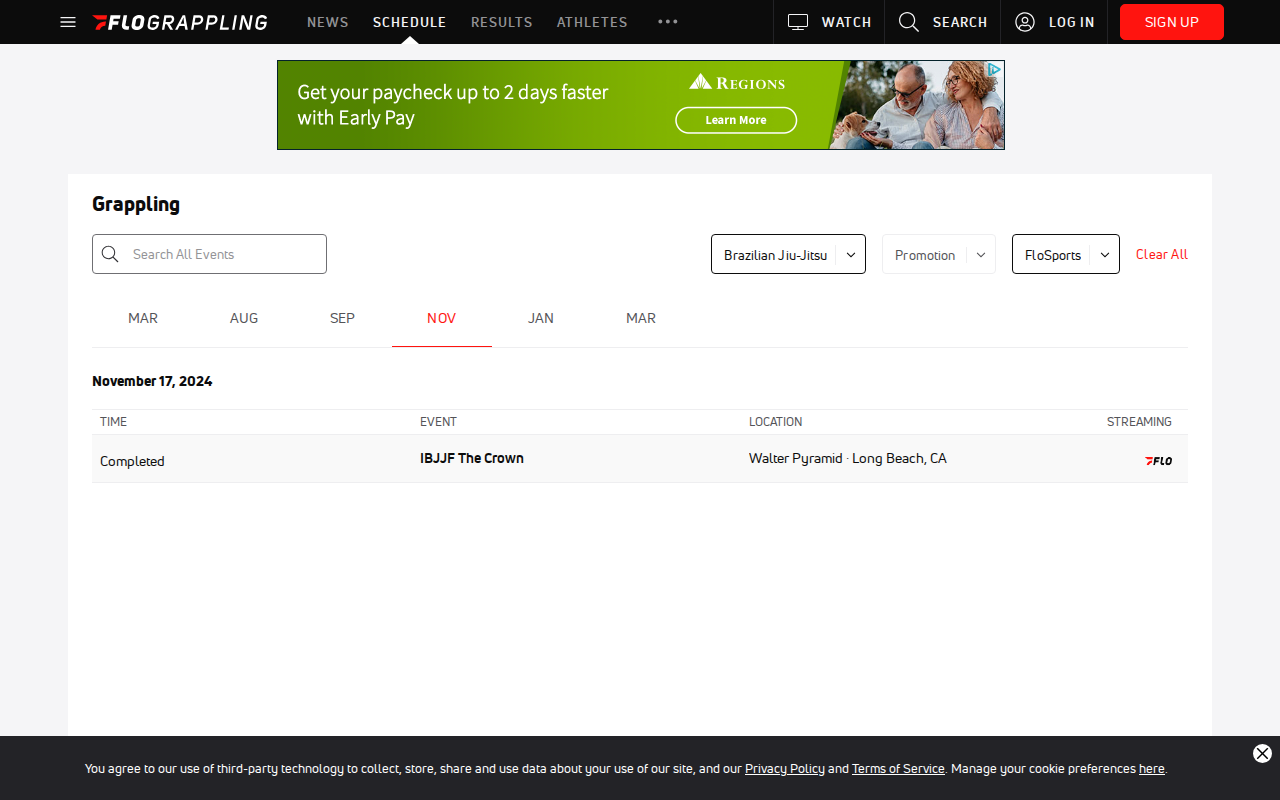 FLOGRAPPLING NEWS SCHEDULE RESULTS ATHLETES WATCH SEARCH LOG IN SIGN UP
Get your paycheck up to 2 days faster
with Early Pay
REGIONS
Learn More
Grappling
Search All Events Brazilian Jiu-Jitsu Promotion FloSports Clear All
MAR AUG SEP NOV JAN MAR
November 17, 2024
TIME EVENT LOCATION STREAMING
Completed IBJJF The Crown Walter Pyramid · Long Beach, CA FLO
You agree to our use of third-party technology to collect, store, share and use data about your use of our site, and our Privacy Policy and Terms of Service. Manage your cookie preferences here.